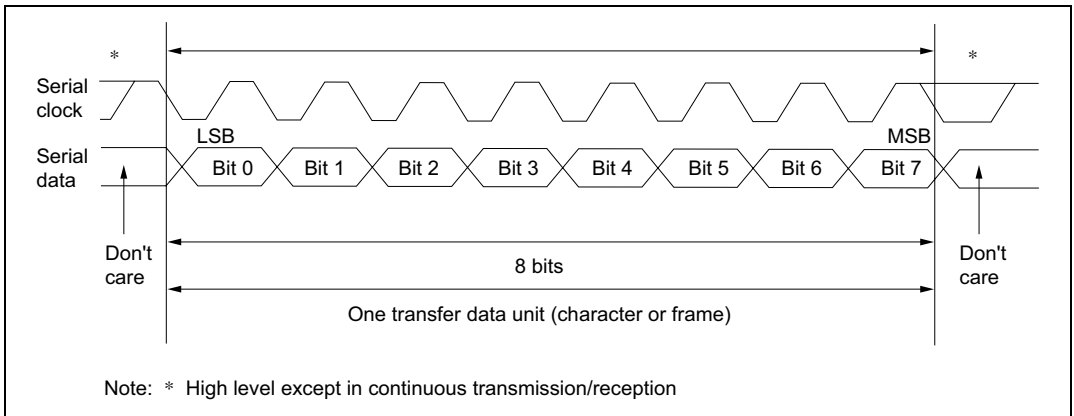 *
*
Serial
clock
LSB
MSB
Serial
data
Bit 0
Bit 1
Bit 2
Bit 3
Bit 4
Bit 5
Bit 6
Bit 7
Don't
care
8 bits
Don't
care
One transfer data unit (character or frame)
Note: * High level except in continuous transmission/reception